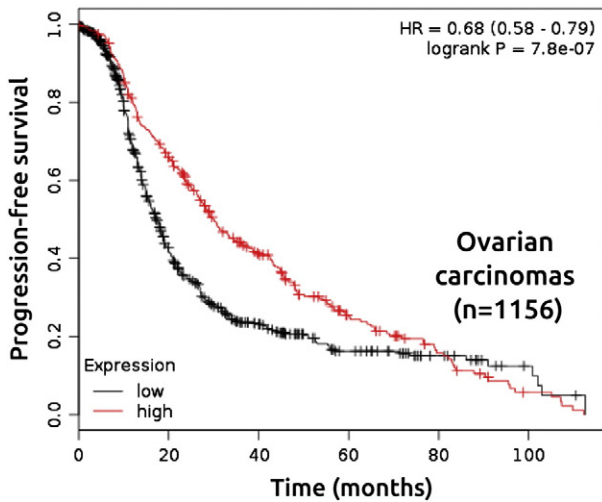 HR = 0.68 (0.58 - 0.79)
logrank P = 7.8e-07
Progression-free survival
1.0
0.8
0.6
0.4
0.2
0.0
Ovarian
carcinomas
(n=1156)
Expression
low
high
0 20 40 60 80 100
Time (months)